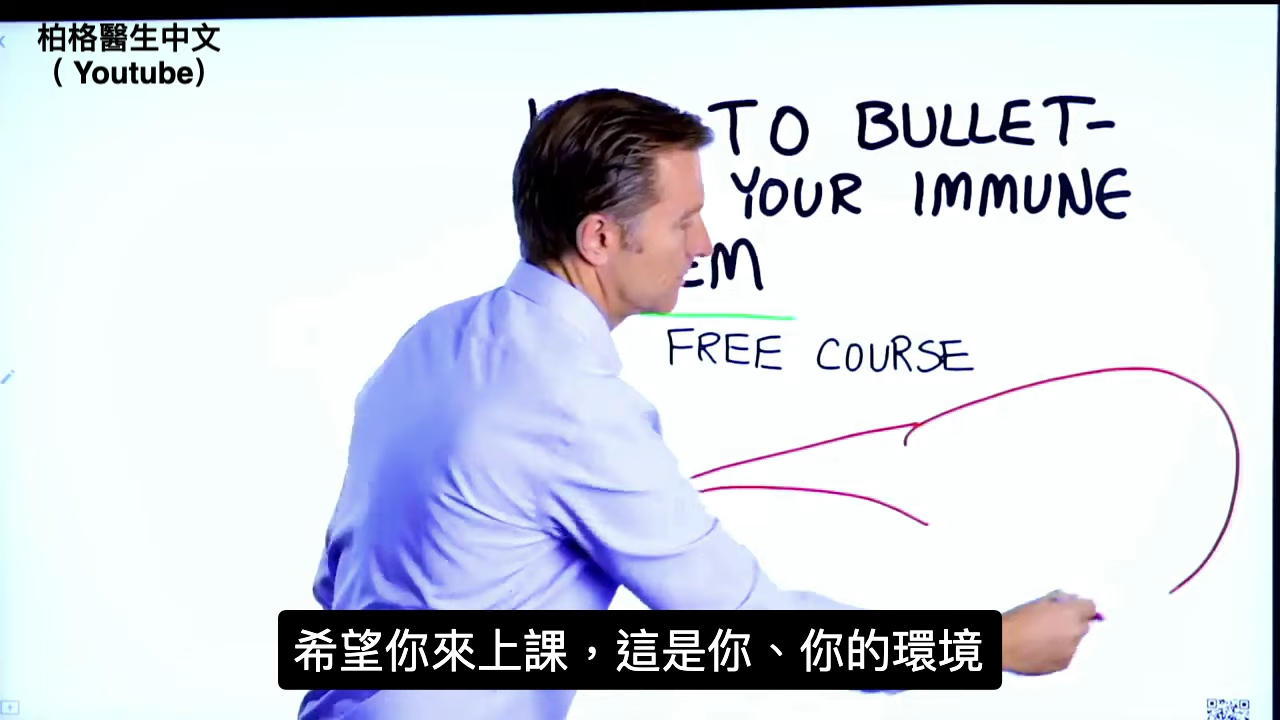 柏格醫生中文
（ Youtube）
TO BULLET-
YOUR IMMUNE
EM
FREE COURSE
希望你來上課，這是你、你的環境